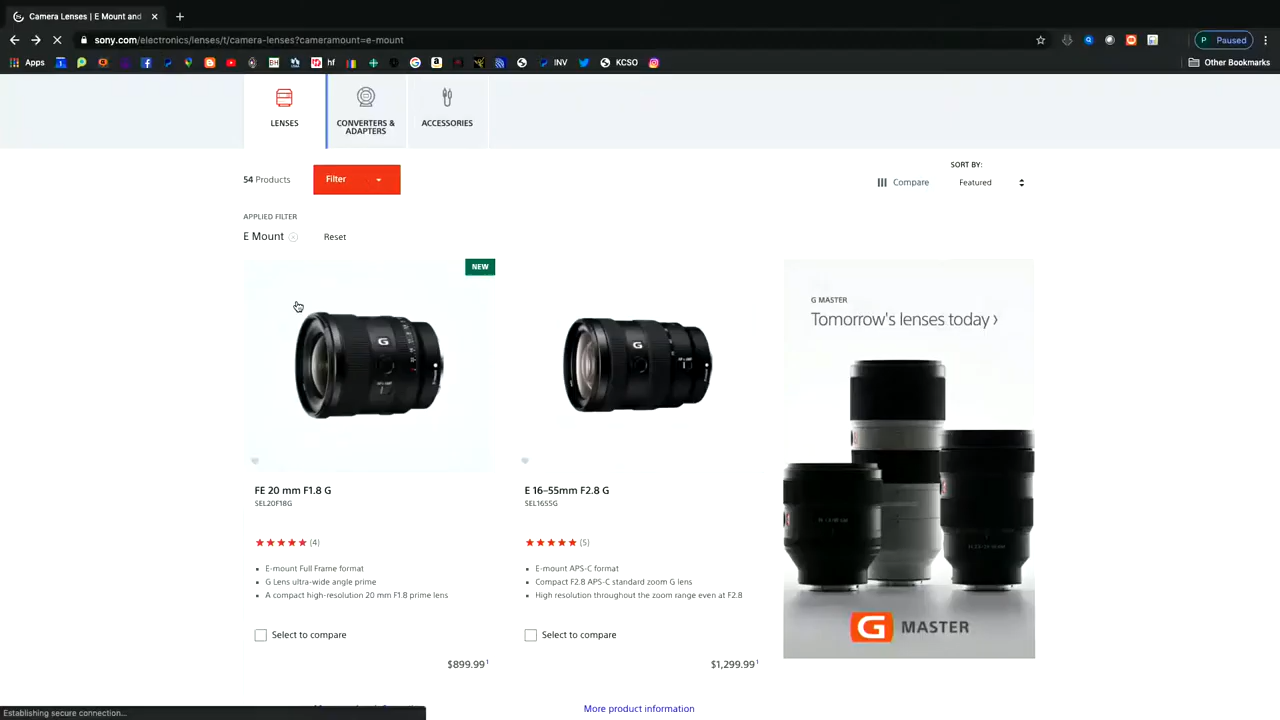 Camera Lenses | E Mount and
sony.com/electronics/lenses/t/camera-lenses?cameramount=e-mount
P Paused
Apps
hf
INV
KCSO
Other Bookmarks
LENSES
CONVERTERS &
ADAPTERS
ACCESSORIES
54 Products
Filter
Compare
SORT BY:
Featured
APPLIED FILTER
E Mount
Reset
NEW
G
FE 20 mm F1.8 G
SEL20F18G
(4)
E-mount Full Frame format
G Lens ultra-wide angle prime
A compact high-resolution 20 mm F1.8 prime lens
Select to compare
$899.99¹
G
E 16–55mm F2.8 G
SEL1655G
(5)
E-mount APS-C format
Compact F2.8 APS-C standard zoom G lens
High resolution throughout the zoom range even at F2.8
Select to compare
$1,299.99¹
More product information
G MASTER
Tomorrow's lenses today ›
G MASTER
Establishing secure connection...